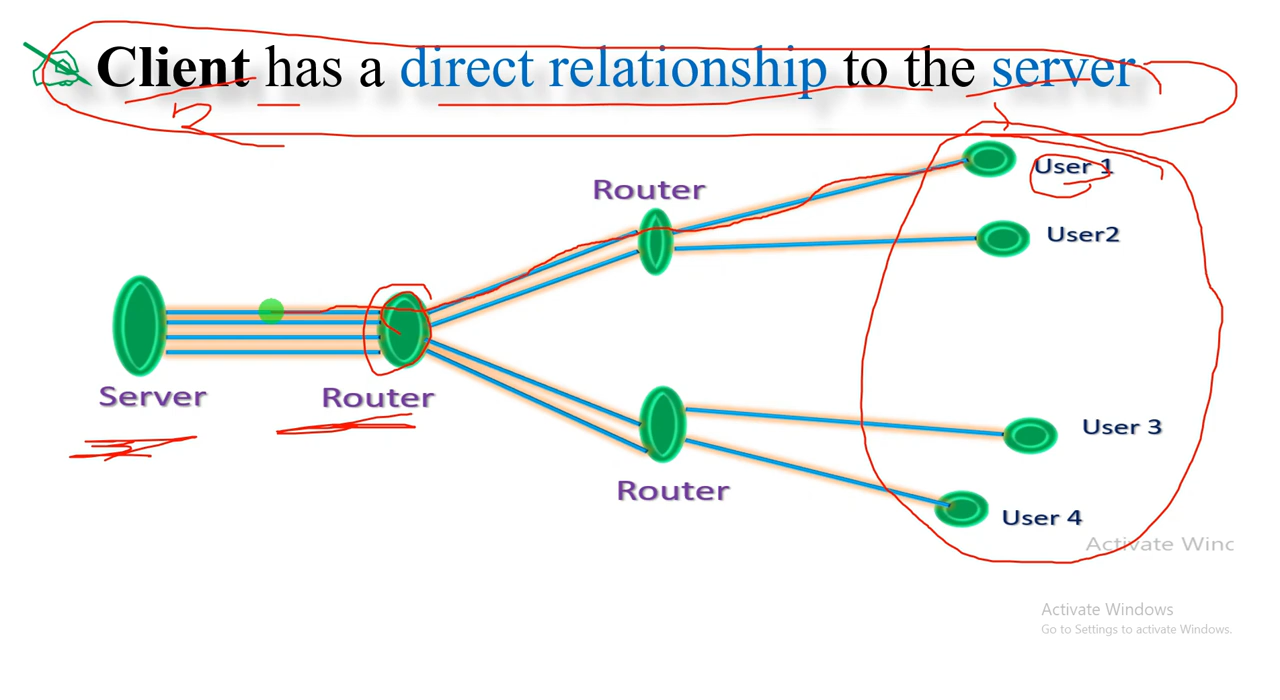 Client has a direct relationship to the server
User 1
Router
User2
Server
Router
User 3
Router
User 4
Activate Winc
Activate Windows
Go to Settings to activate Windows.